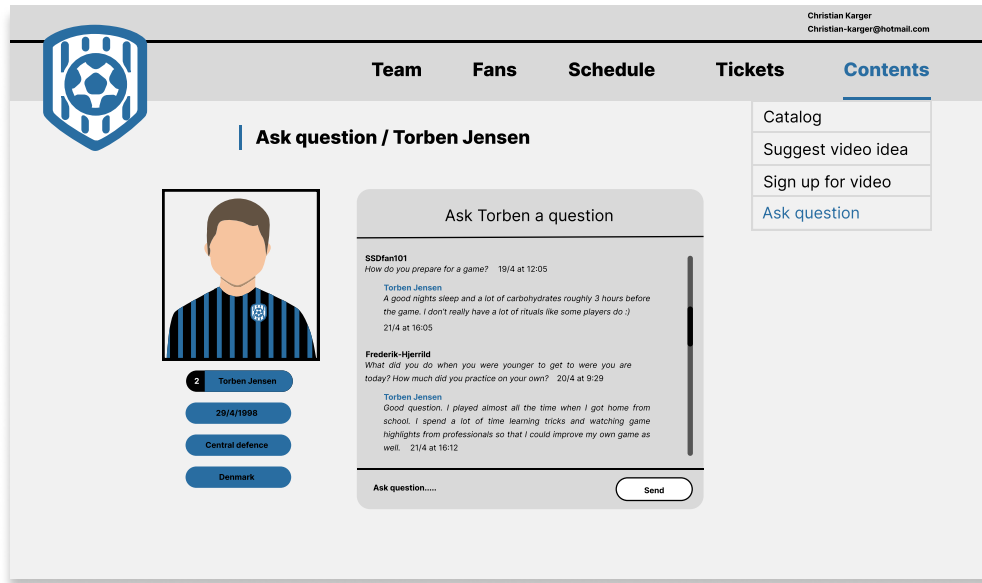 Christian Karger
Christian-karger@hotmail.com
Team
Fans
Schedule
Tickets
Contents
Catalog
Suggest video idea
Sign up for video
Ask question
Ask question / Torben Jensen
2
Torben Jensen
29/4/1998
Central defence
Denmark
Ask Torben a question
SSDfan101
How do you prepare for a game? 19/4 at 12:05
Torben Jensen
A good nights sleep and a lot of carbohydrates roughly 3 hours before
the game. I don't really have a lot of rituals like some players do :)
21/4 at 16:05
Frederik-Hjerrild
What did you do when you were younger to get to were you are
today? How much did you practice on your own? 20/4 at 9:29
Torben Jensen
Good question. I played almost all the time when I got home from
school. I spend a lot of time learning tricks and watching game
highlights from professionals so that I could improve my own game as
well. 21/4 at 16:12
Ask question.....
Send